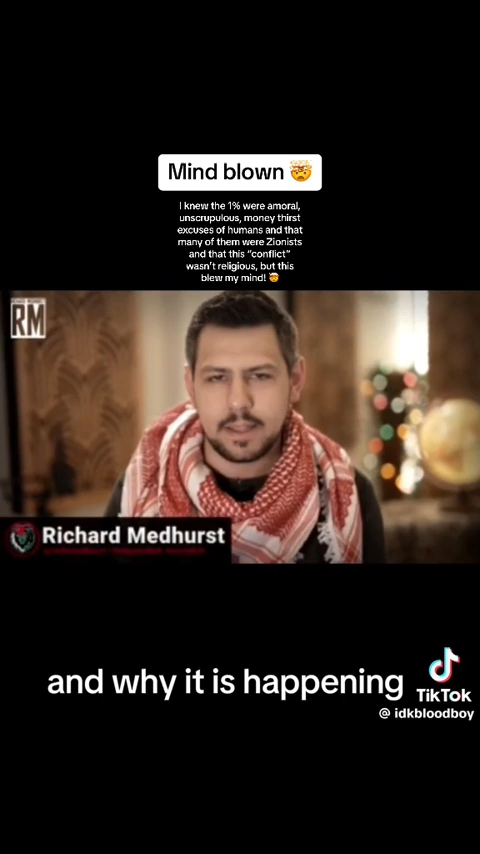 Mind blown 🤯
I knew the 1% were amoral,
unscrupulous, money thirst
excuses of humans and that
many of them were Zionists
and that this “conflict”
wasn’t religious, but this
blew my mind! 🤯
RM
Richard Medhurst
and why it is happening
TikTok
@ idkbloodboy